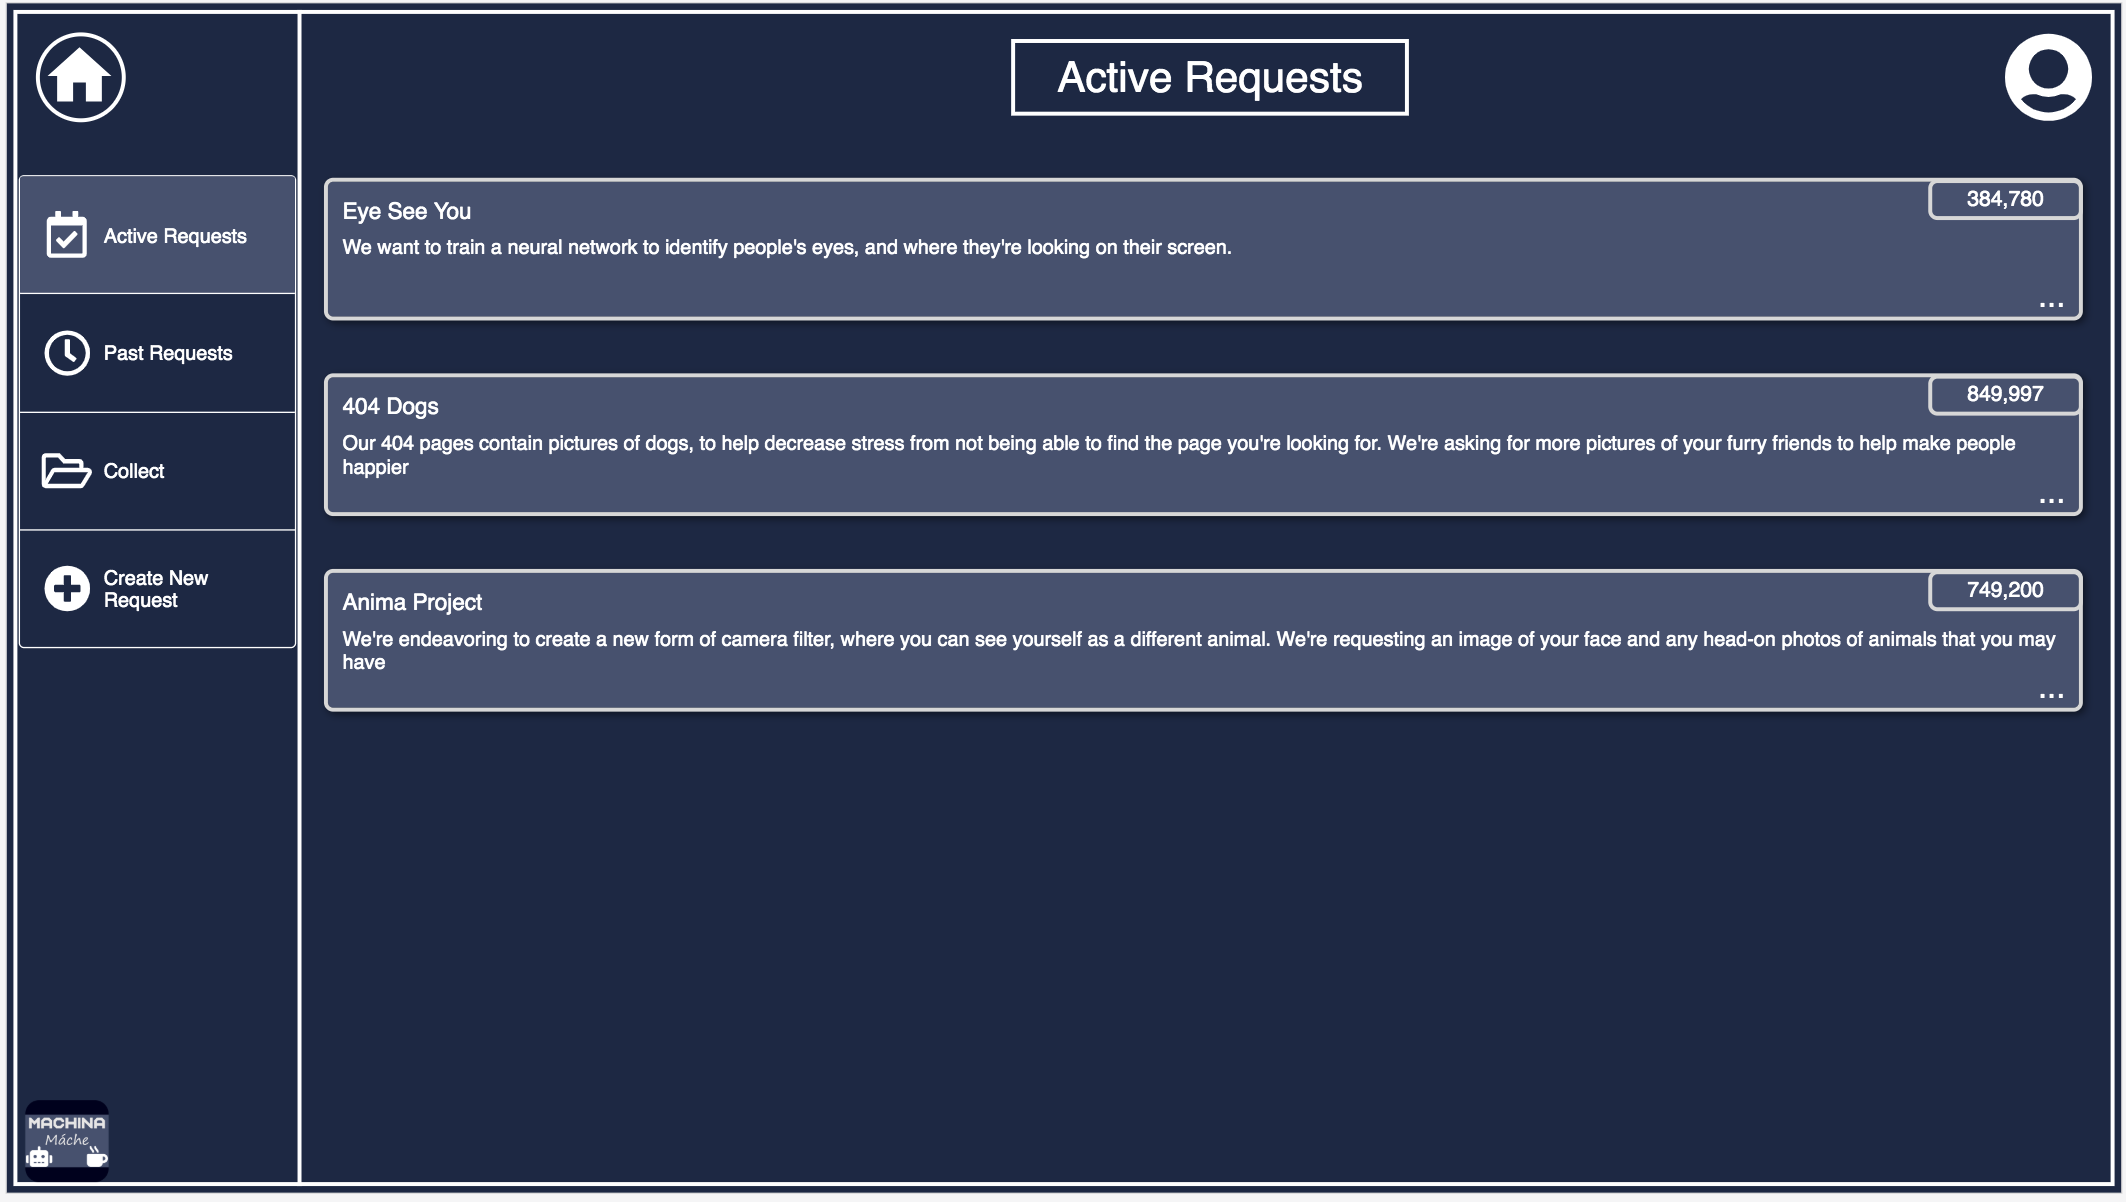 Active Requests
Active Requests
Past Requests
Collect
Create New
Request
Eye See You
384,780
We want to train a neural network to identify people's eyes, and where they're looking on their screen.
...
404 Dogs
849,997
Our 404 pages contain pictures of dogs, to help decrease stress from not being able to find the page you're looking for. We're asking for more pictures of your furry friends to help make people
happier
...
Anima Project
749,200
We're endeavoring to create a new form of camera filter, where you can see yourself as a different animal. We're requesting an image of your face and any head-on photos of animals that you may
have
...
MACHINA
Máche